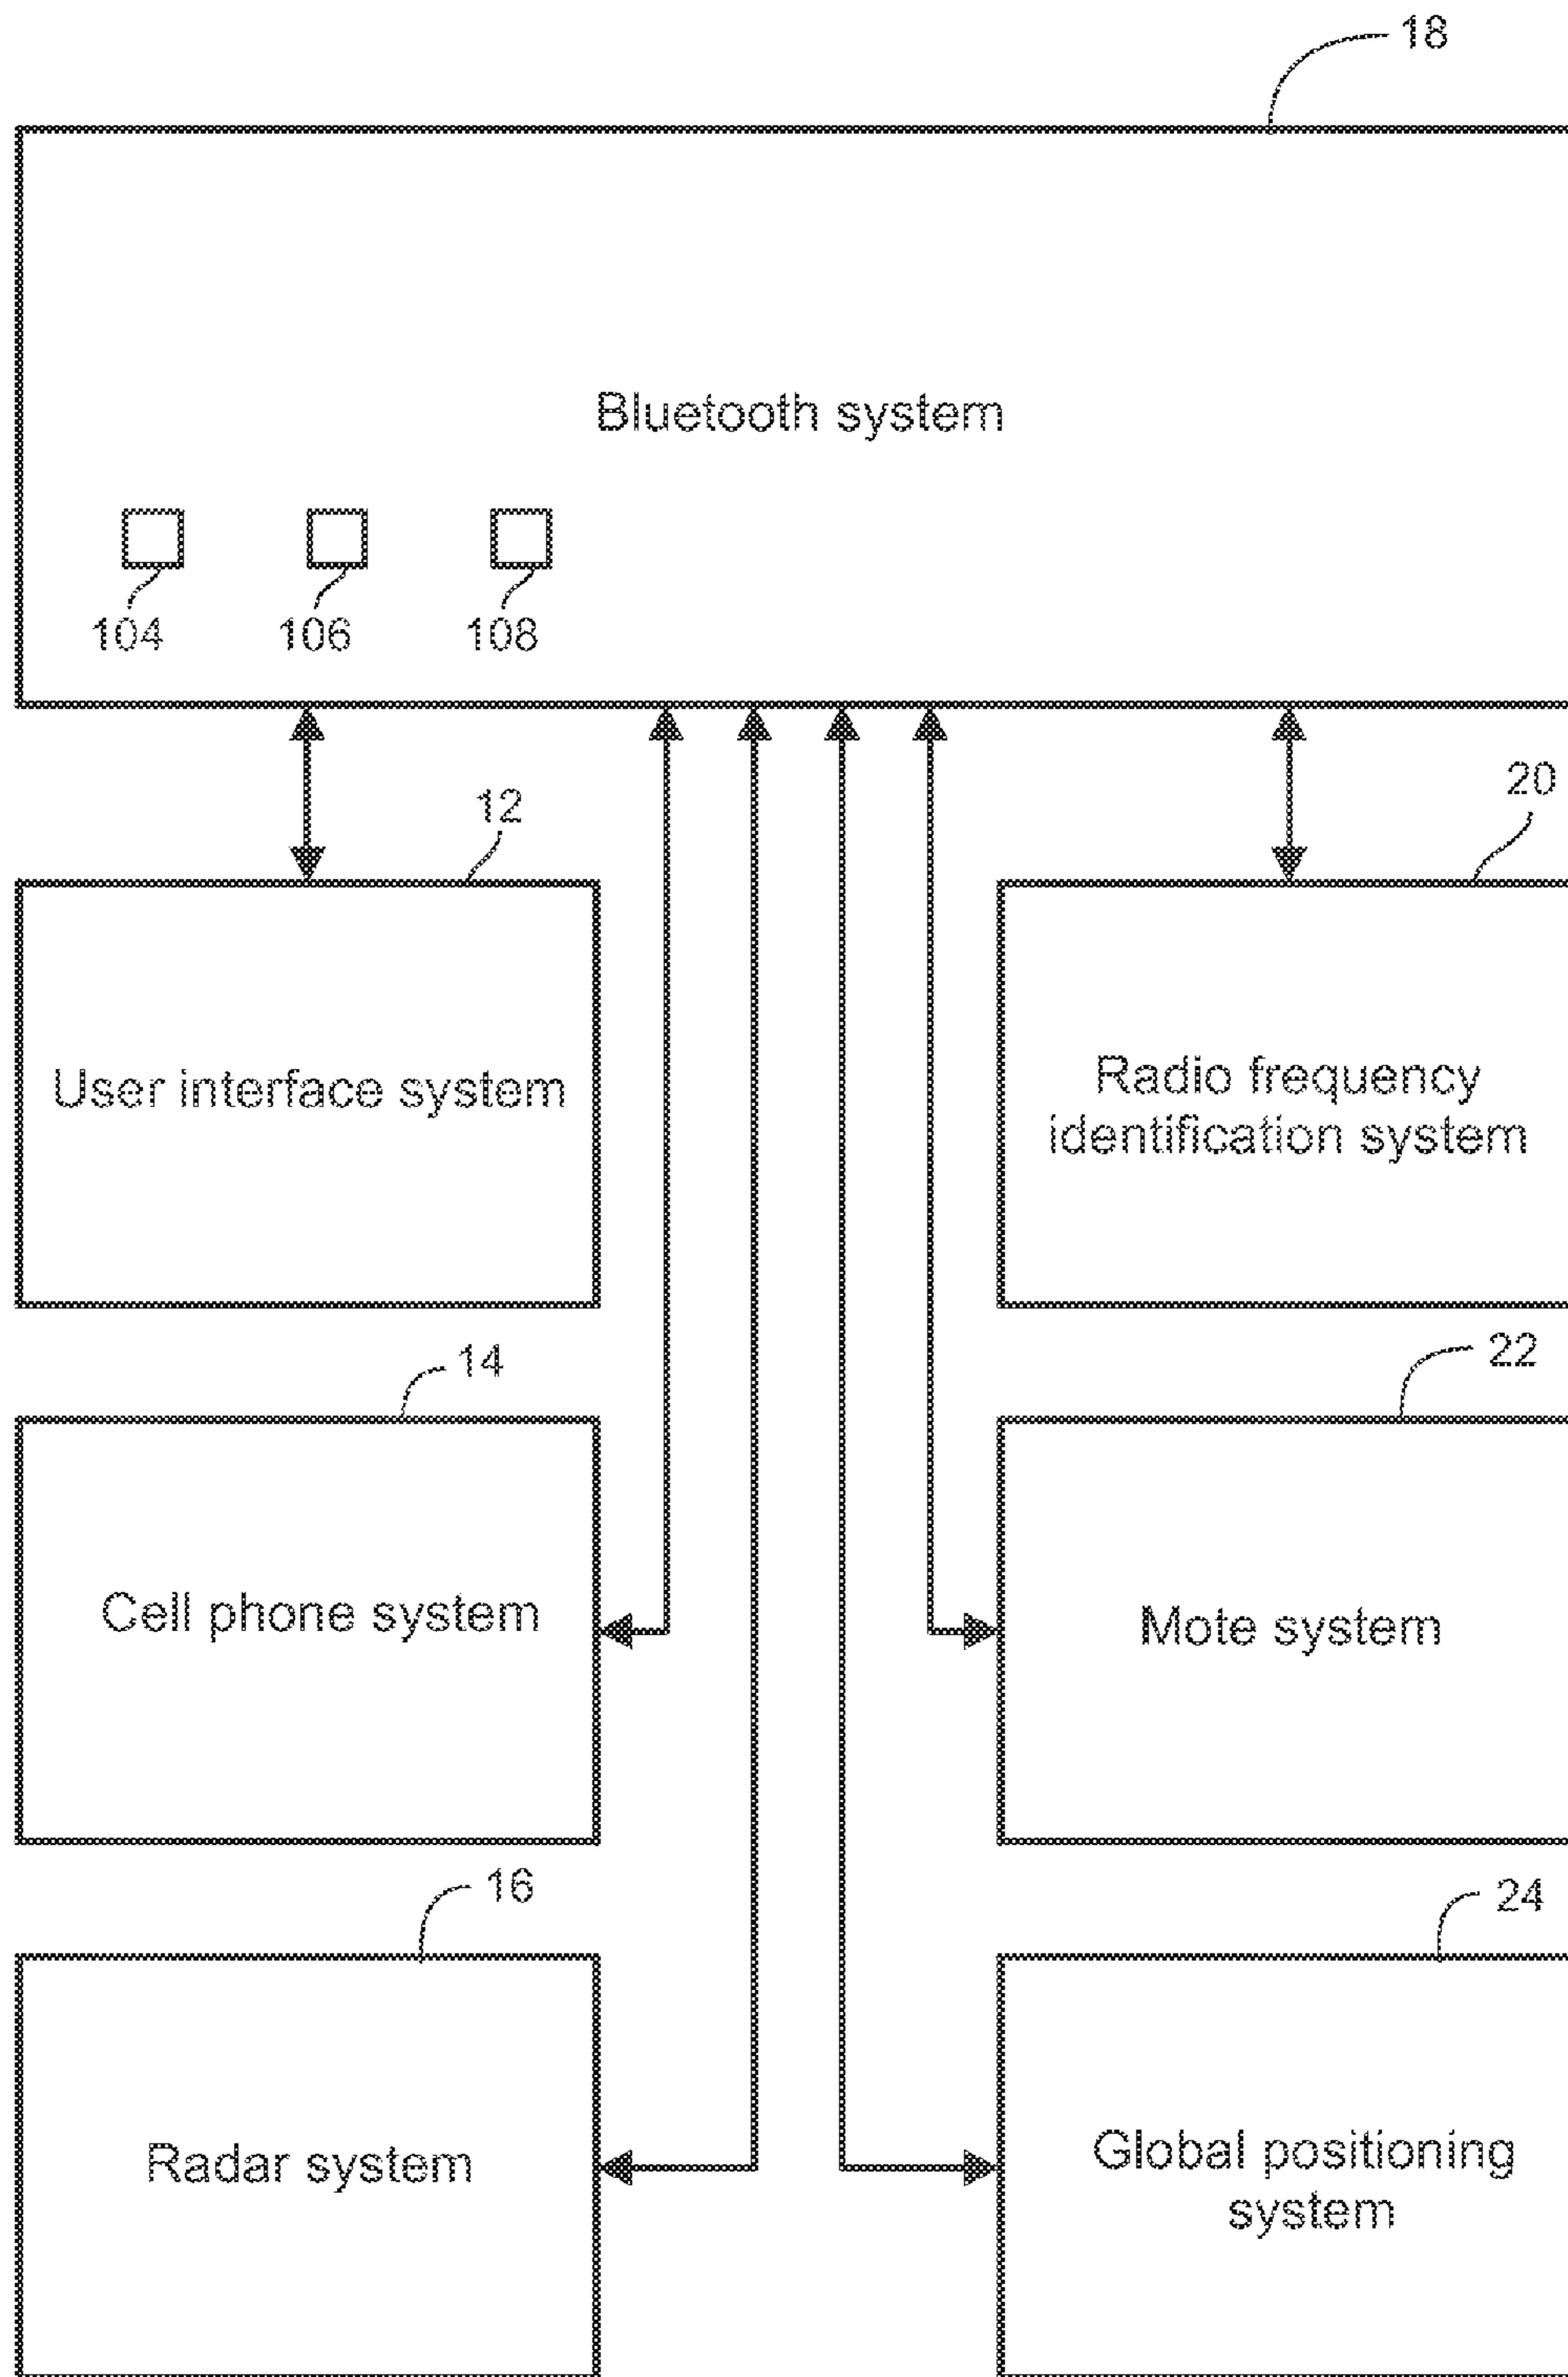 18
Bluetooth system
104 106 108
12
20
User interface system
Radio frequency
identification system
14
22
Cell phone system
Mote system
16
24
Radar system
Global positioning
system